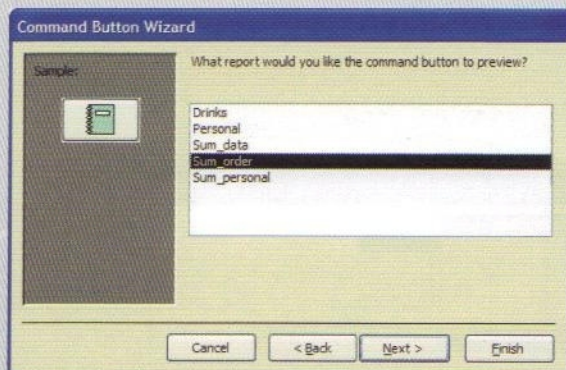 Command Button Wizard
Sample:
What report would you like the command button to preview?
Drinks
Personal
Sum_data
Sum_order
Sum_personal
Cancel
< Back
Next >
Finish